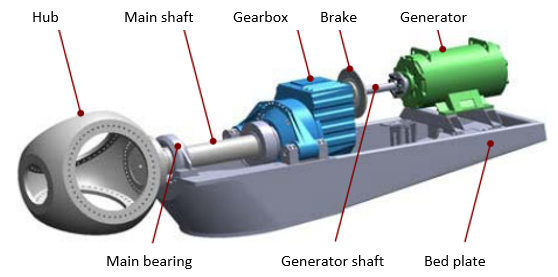 Hub
Main shaft
Gearbox
Brake
Generator
Main bearing
Generator shaft
Bed plate